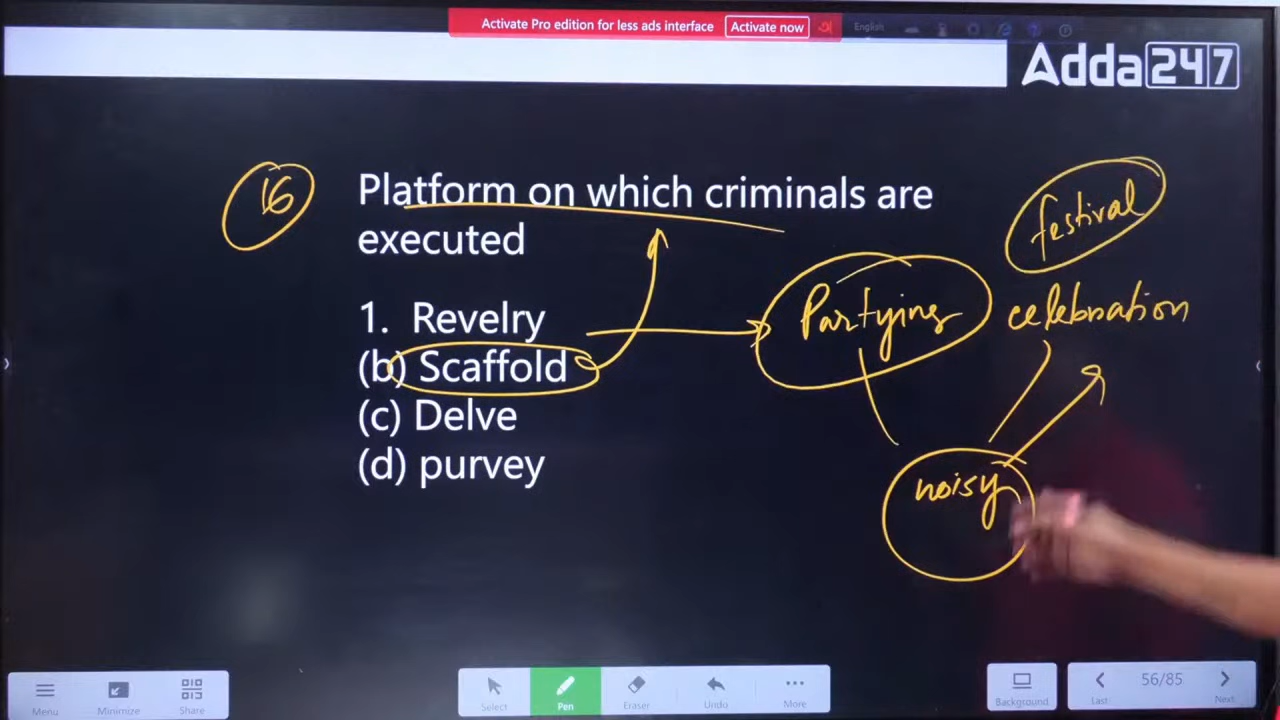 Activate Pro edition for less ads interface Activate now
English
Adda247
16
Platform on which criminals are
executed
festival
Partying celebration
1. Revelry
(b) Scaffold
(c) Delve
(d) purvey
noisy
Menu Minimize Share
Select Pen Eraser Undo More
Background
Last 56/85 Next